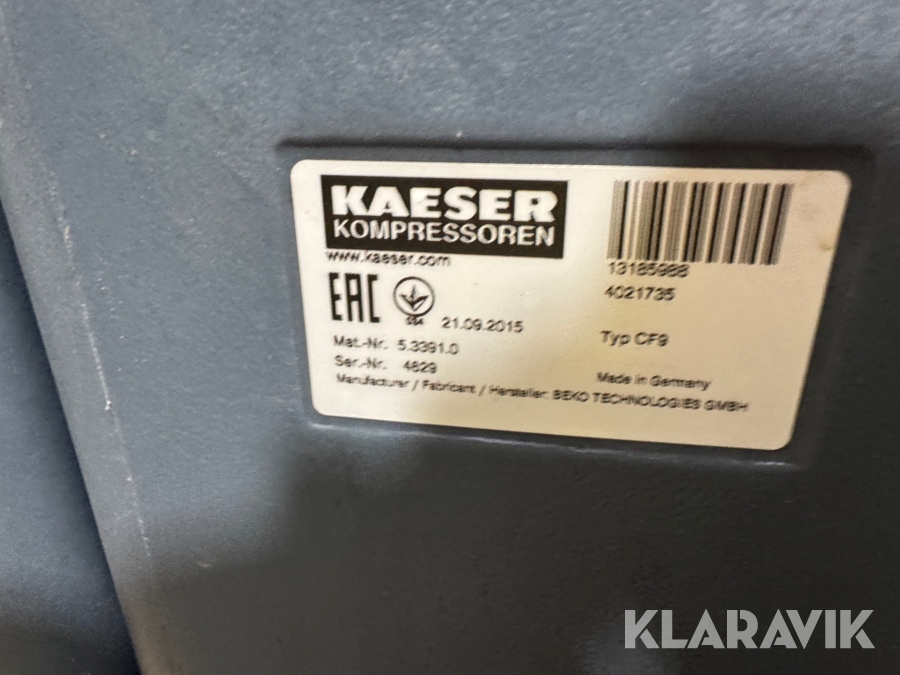 KAESER
KOMPRESSOREN
www.kaeser.com
13185988
4021735
EAC
21.09.2015
Typ CF9
Mat.-Nr. 5.3391.0
Ser.-Nr. 4829
Made in Germany
Manufacturer / Fabricant / Hersteller: BEKO TECHNOLOGIES GMBH
KLARAVIK